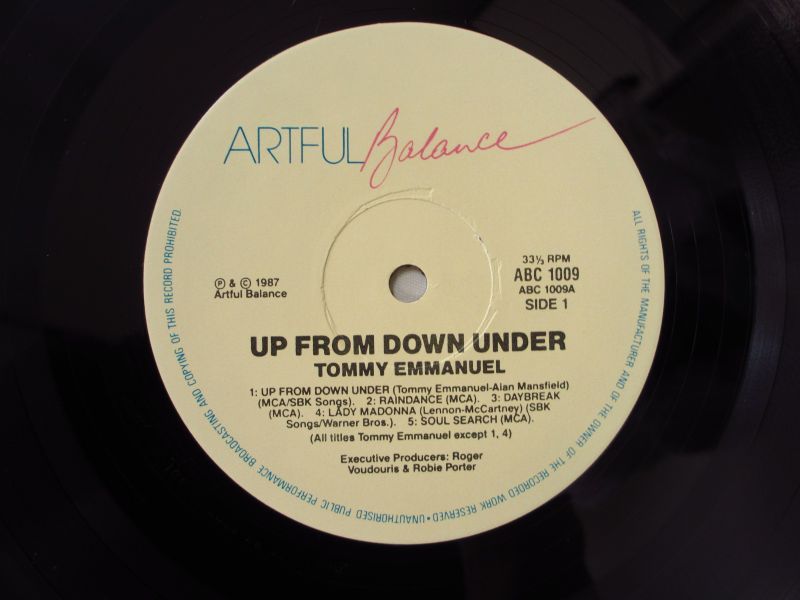 ARTFUL Balance
33⅓ RPM
Ⓟ & © 1987
ABC 1009
Artful Balance
ABC 1009A
SIDE 1
UP FROM DOWN UNDER
TOMMY EMMANUEL
1: UP FROM DOWN UNDER (Tommy Emmanuel-Alan Mansfield)
(MCA/SBK Songs). 2: RAINDANCE (MCA). 3: DAYBREAK
(MCA). 4: LADY MADONNA (Lennon-McCartney) (SBK
Songs/Warner Bros.). 5: SOUL SEARCH (MCA).
(All titles Tommy Emmanuel except 1, 4)
Executive Producers: Roger
Voudouris & Robie Porter
ALL RIGHTS OF THE MANUFACTURER AND OF THE OWNER OF THE RECORDED WORK RESERVED • UNAUTHORISED PUBLIC PERFORMANCE BROADCASTING AND COPYING OF THIS RECORD PROHIBITED